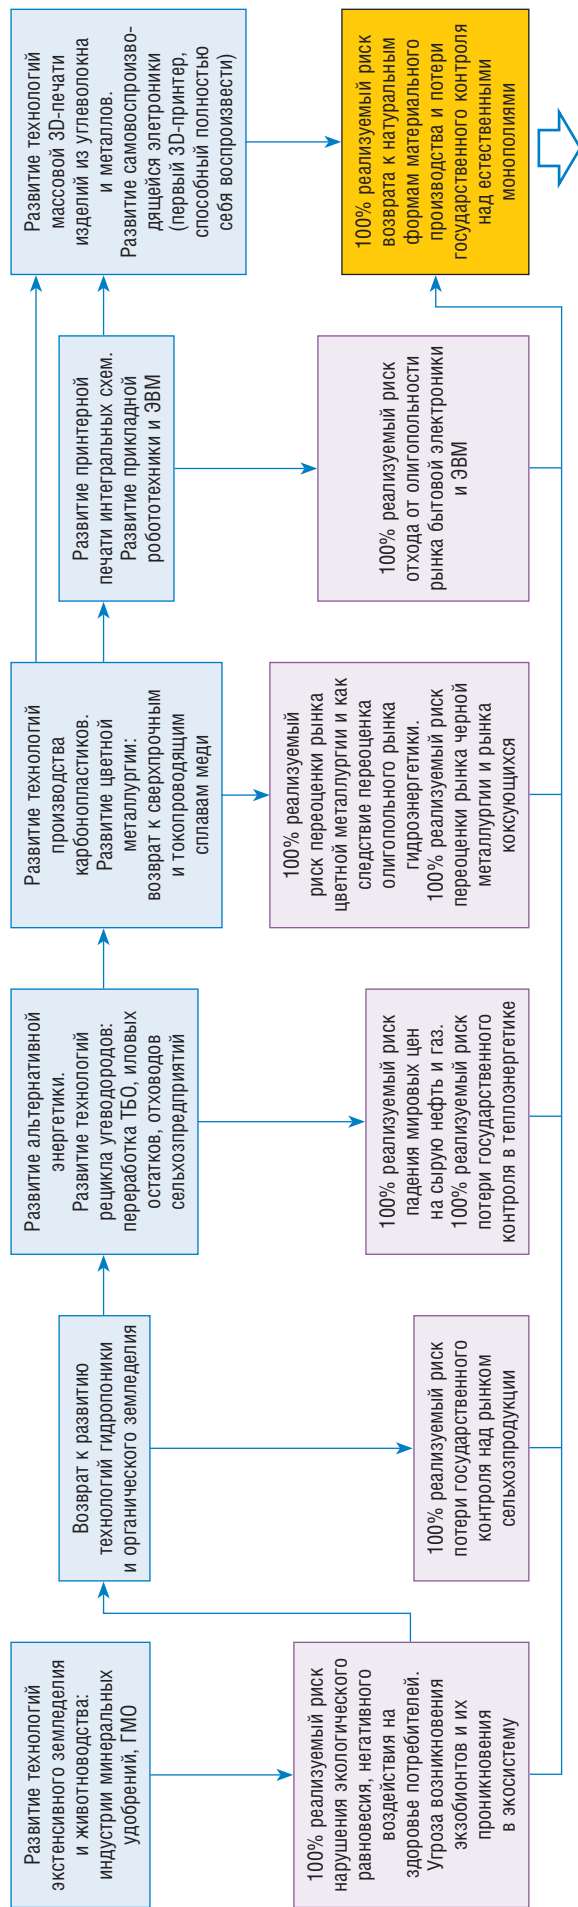 Развитие технологий
экстенсивного земледелия
и животноводства:
индустрии минеральных
удобрений, ГМО
Возврат к развитию
технологий гидропоники
и органического земледелия
Развитие альтернативной
энергетики.
Развитие технологий
рецикла утеводородов:
переработка ТБО, иловых
остатков, отховодов
сельхозпредприятий
Развитие технологий
производства
карбонопластиков.
Развитие цветной
металлургии:
возврат к сверхпрочным
и токопроводящим
сплавам меди
Развитие принтерной
печати интегральных схем.
Развитие прикладной
робототехники и ЭВМ
Развитие технологий
массовой 3D-печати
изделий из углеволокна
и металлов.
Развитие самовоспроизво-
дящейся элетроники
(первый 3D-принтер,
способный полностью
себя воспроизвести)
100% реализуемый риск
нарушения экологического
равновесия, негативного
воздействия на
здоровье потребителей.
Угроза возникновения
экзобионтов и их
проникновения
в экосистему
100% реализуемый риск
потери государственного
контроля над рынком
сельхозпродукции
100% реализуемый риск
падения мировых цен
на сырую нефть и газ.
100% реализуемый риск
потери государственного
контроля в теплоэнергетике
100% реализуемый
риск переоценки рынка
цветной металлургии и как
следствие переоценка
олигопольного рынка
гидроэнергетики.
100% реализуемый риск
переоценки рынка черной
металлургии и рынка
коксующихся
100% реализуемый риск
отхода от олигопольности
рынка бытовой электроники
и ЭВМ
100% реализуемый риск
возврата к натуральным
формам материального
производства и потери
государственного контроля
над естественными
монополиями